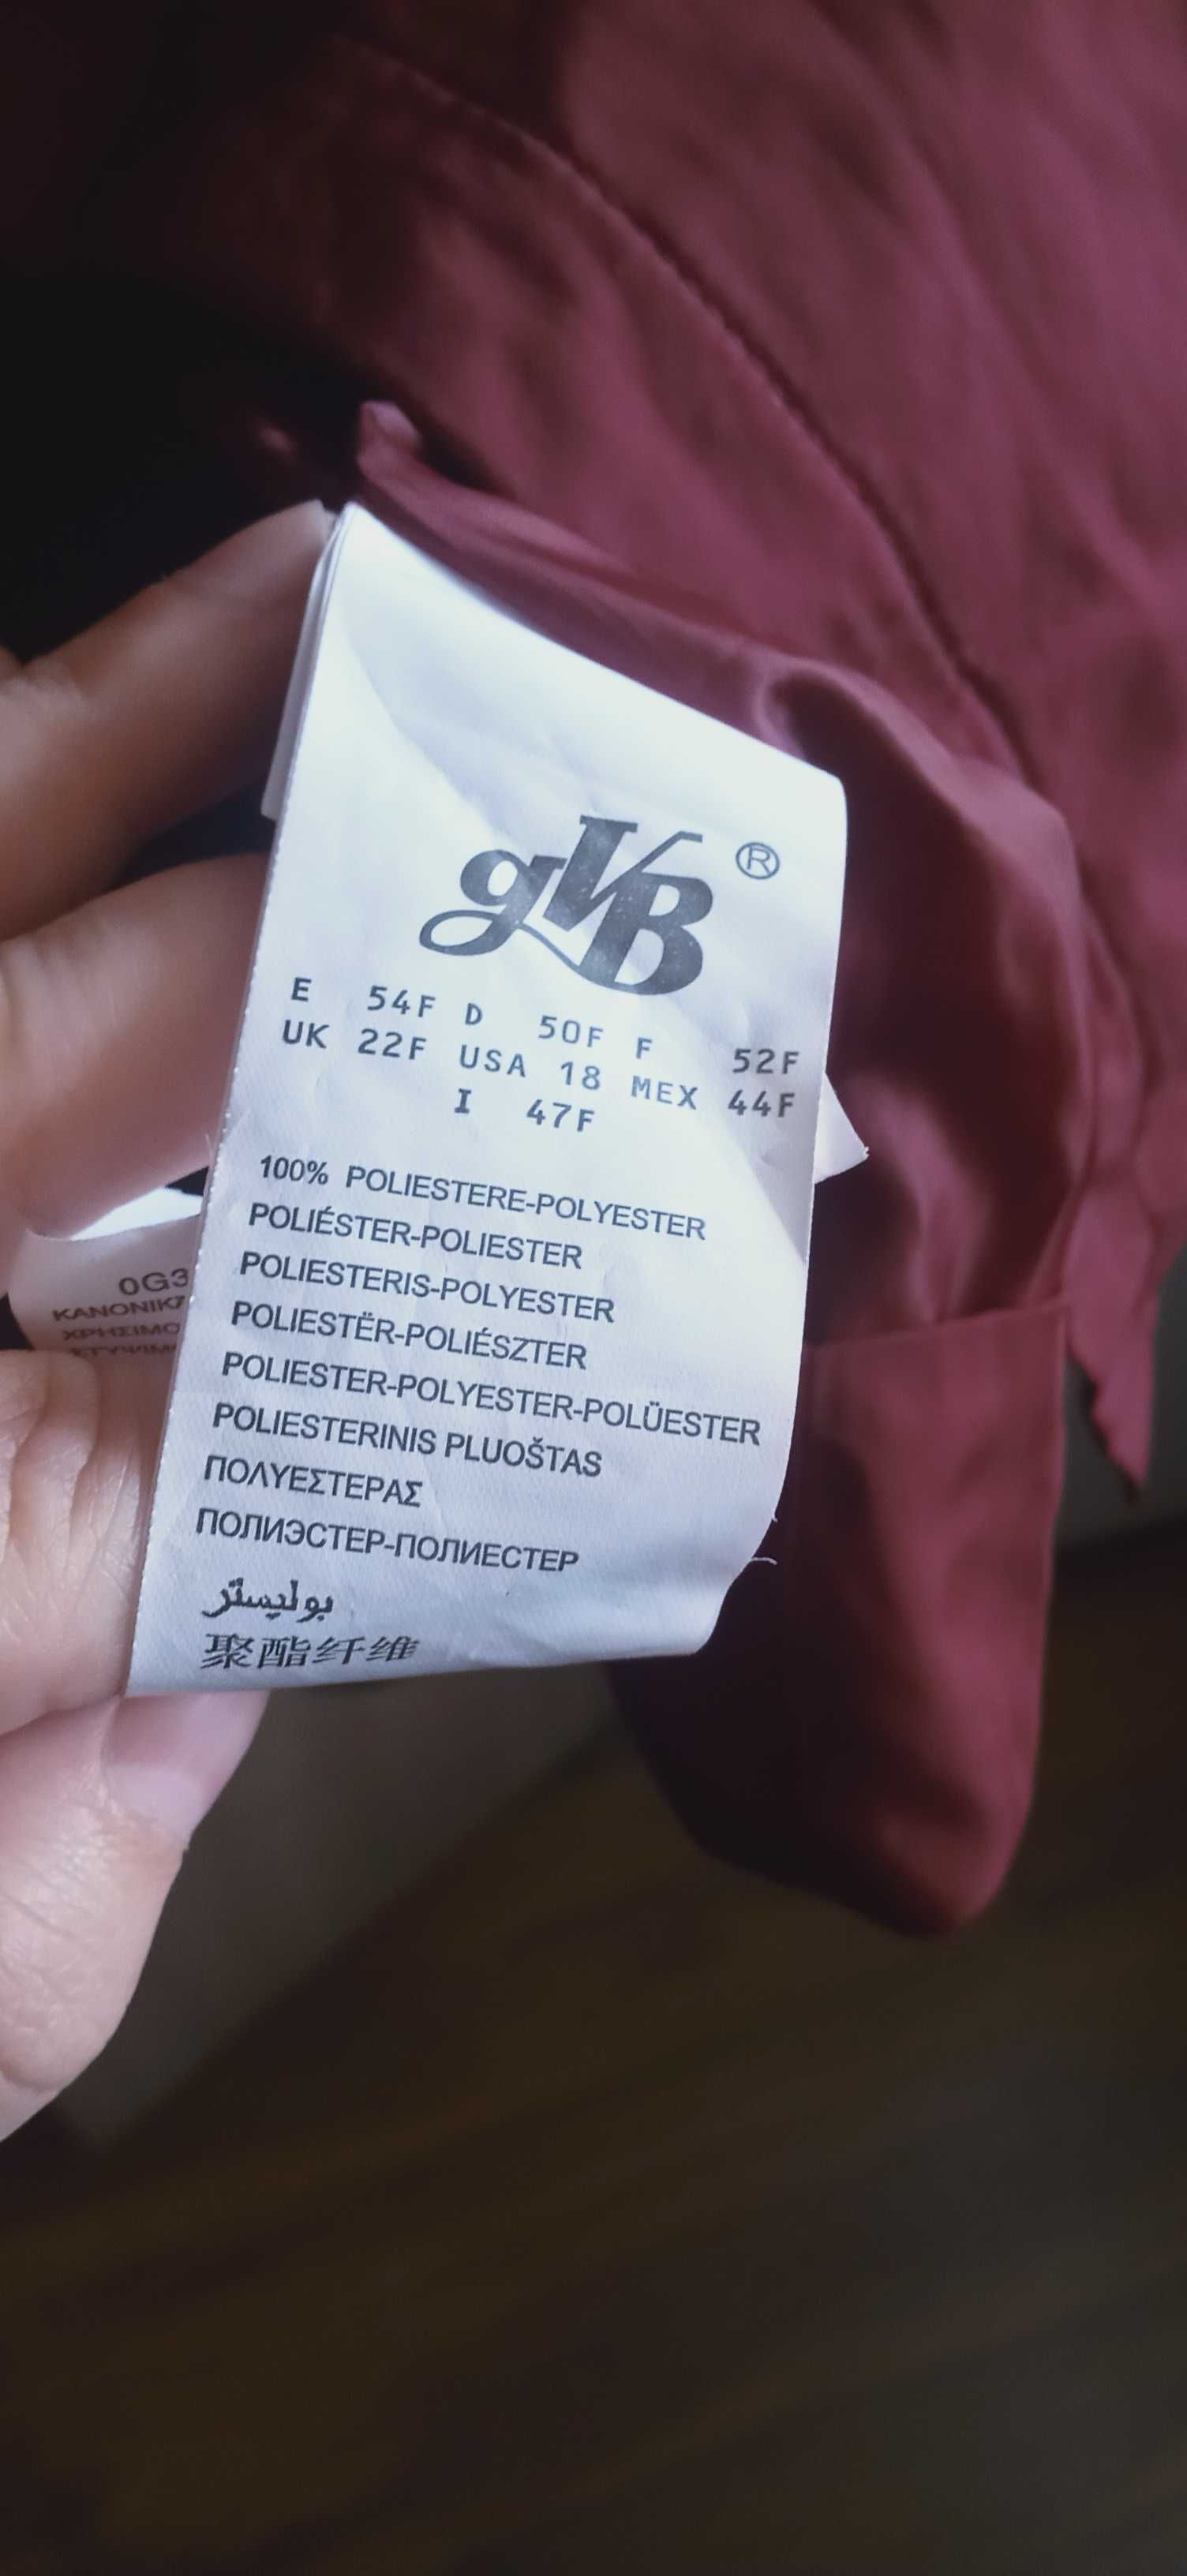 gVB®
E 54F D 50F F 52F
UK 22F USA 18 MEX 44F
I 47F
100% POLIESTERE-POLYESTER
POLIÉSTER-POLIESTER
POLIESTERIS-POLYESTER
POLIESTËR-POLIÉSZTER
POLIESTER-POLYESTER-POLÜESTER
POLIESTERINIS PLUOŠTAS
ΠΟΛΥΕΣΤΕΡΑΣ
ПОЛИЭСТЕР-ПОЛИЕСТЕР
بوليستر
聚酯纤维
0G3